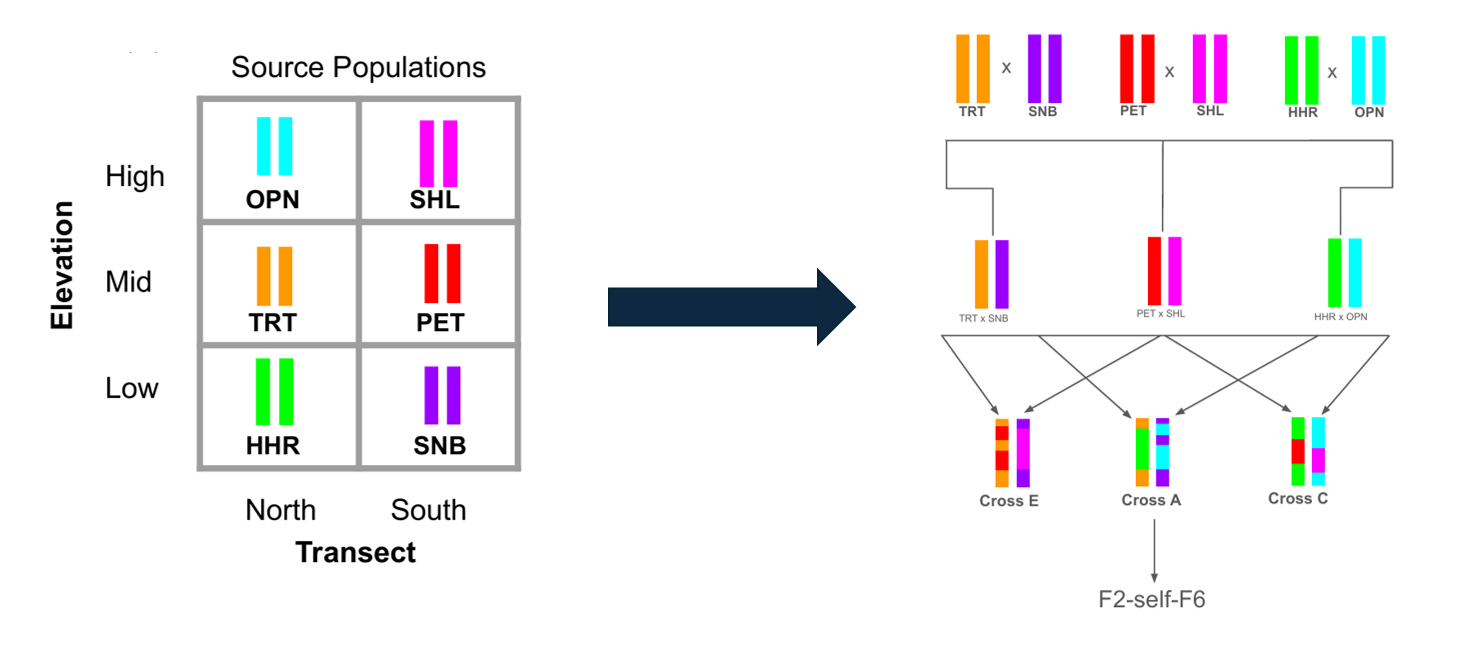 Source Populations
Elevation
High
OPN
SHL
Mid
TRT
PET
Low
HHR
SNB
North
South
Transect
x
x
x
TRT
SNB
PET
SHL
HHR
OPN
TRT x SNB
PET x SHL
HHR x OPN
Cross E
Cross A
Cross C
F2-self-F6